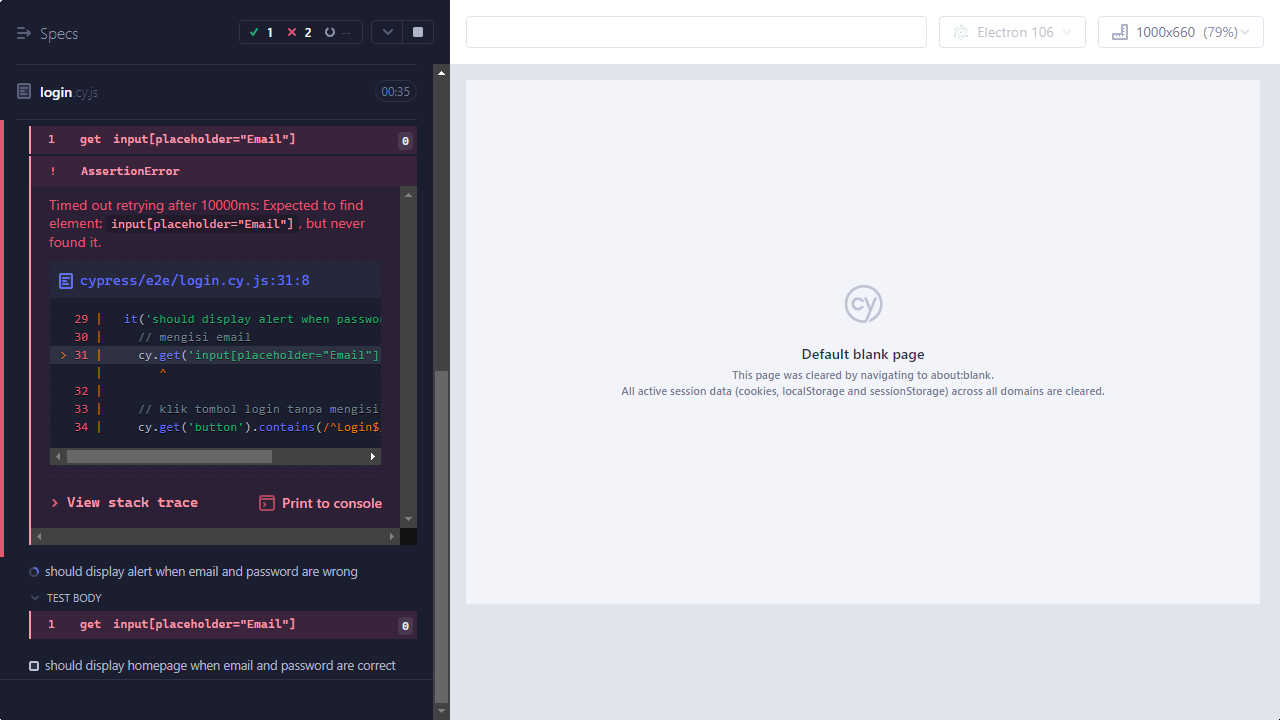 Specs
1 2 --
login.cy.js 00:35
1 get input[placeholder="Email"] 0
! AssertionError
Timed out retrying after 10000ms: Expected to find
element: input[placeholder="Email"], but never
found it.
cypress/e2e/login.cy.js:31:8
29 | it('should display alert when passwo
30 | // mengisi email
> 31 | cy.get('input[placeholder="Email"]
| ^
32 |
33 | // klik tombol login tanpa mengisi
34 | cy.get('button').contains(/^Login$
> View stack trace Print to console
should display alert when email and password are wrong
TEST BODY
1 get input[placeholder="Email"] 0
should display homepage when email and password are correct
Electron 106
1000x660 (79%)
cy
Default blank page
This page was cleared by navigating to about:blank.
All active session data (cookies, localStorage and sessionStorage) across all domains are cleared.